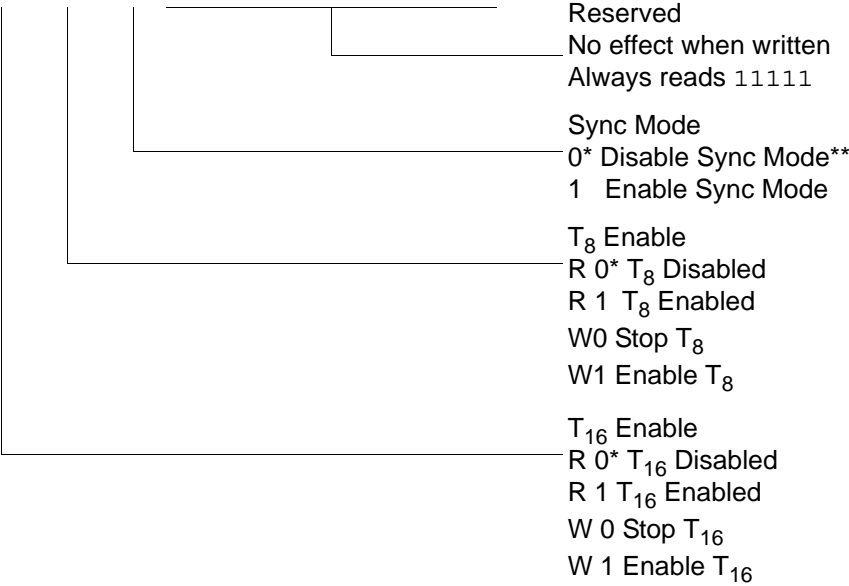 Reserved
No effect when written
Always reads 11111
Sync Mode
0* Disable Sync Mode**
1 Enable Sync Mode
T8 Enable
R 0* T8 Disabled
R 1 T8 Enabled
W0 Stop T8
W1 Enable T8
T16 Enable
R 0* T16 Disabled
R 1 T16 Enabled
W 0 Stop T16
W 1 Enable T16